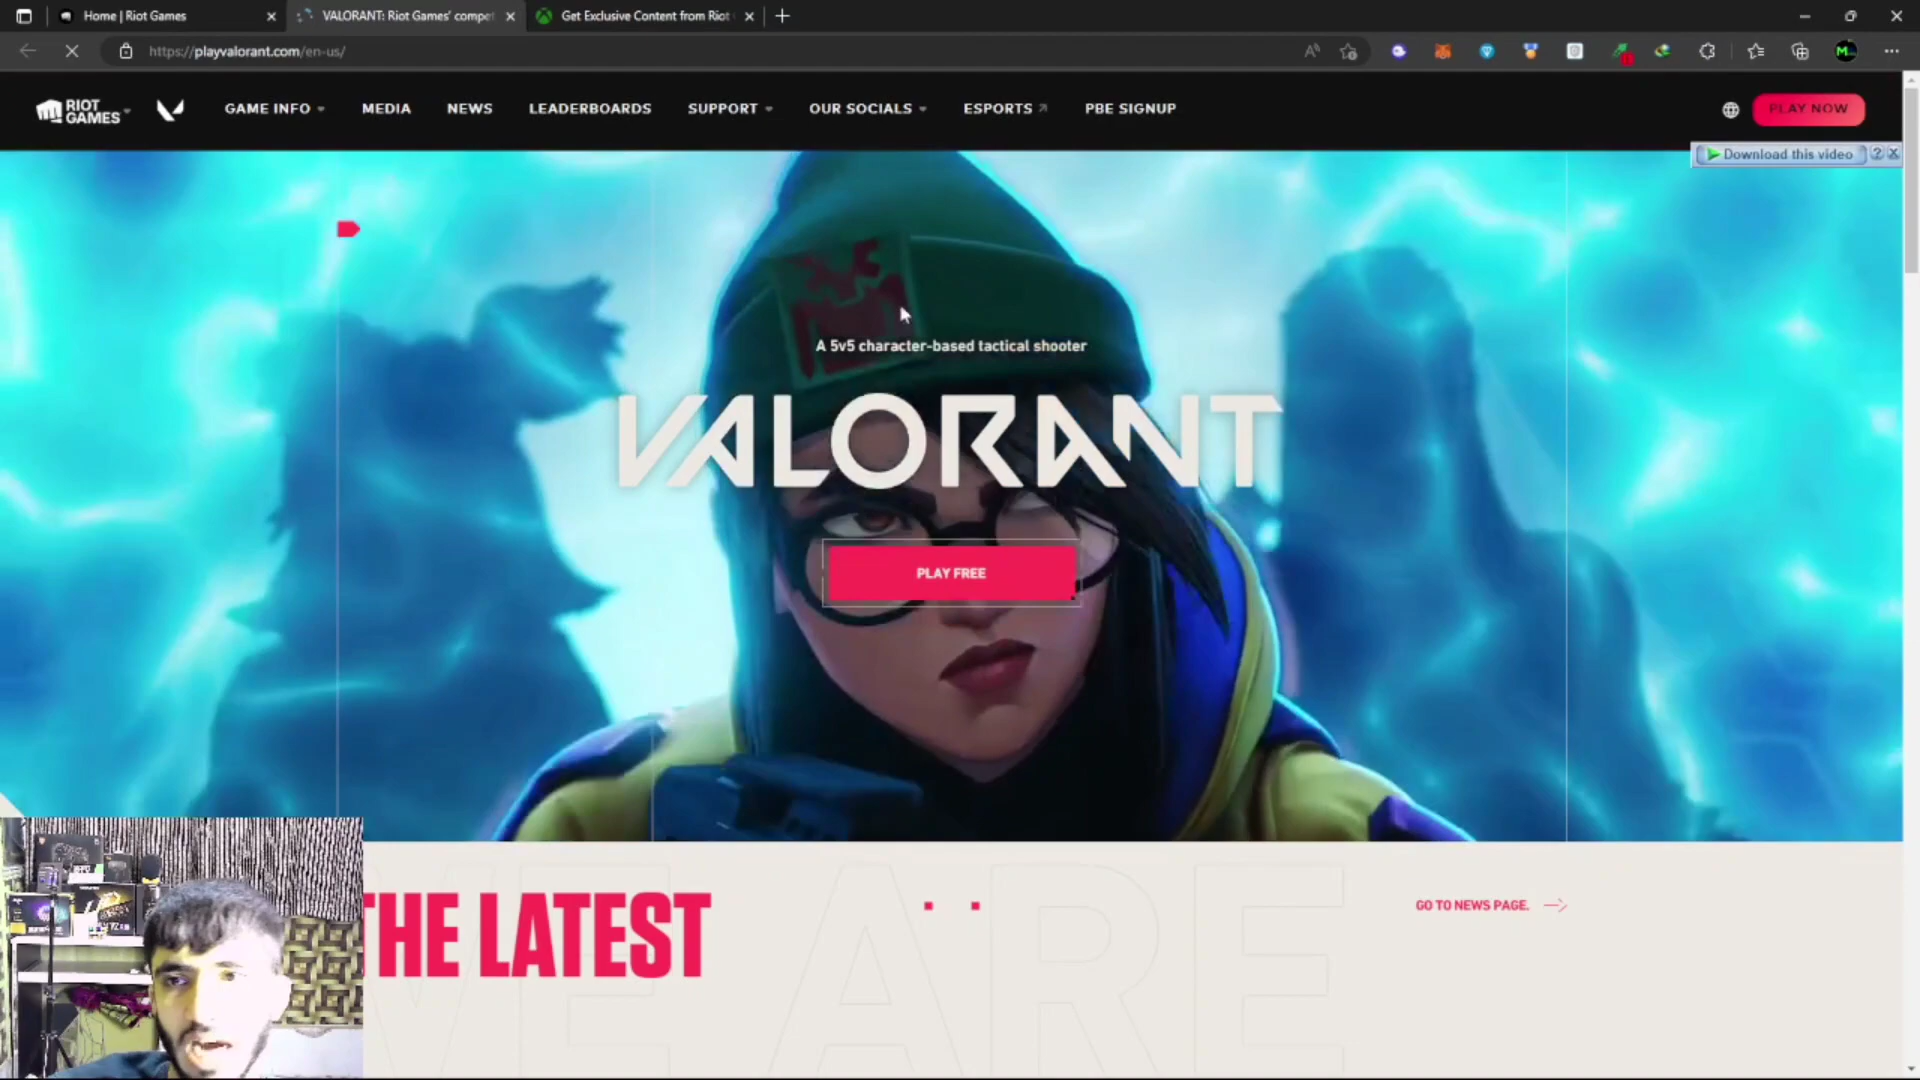 Home | Riot Games
VALORANT: Riot Games' compet
Get Exclusive Content from Riot
https://playvalorant.com/en-us/
RIOT GAMES
GAME INFO
MEDIA
NEWS
LEADERBOARDS
SUPPORT
OUR SOCIALS
ESPORTS
PBE SIGNUP
PLAY NOW
Download this video
A 5v5 character-based tactical shooter
VALORANT
PLAY FREE
WE ARE
THE LATEST
GO TO NEWS PAGE.